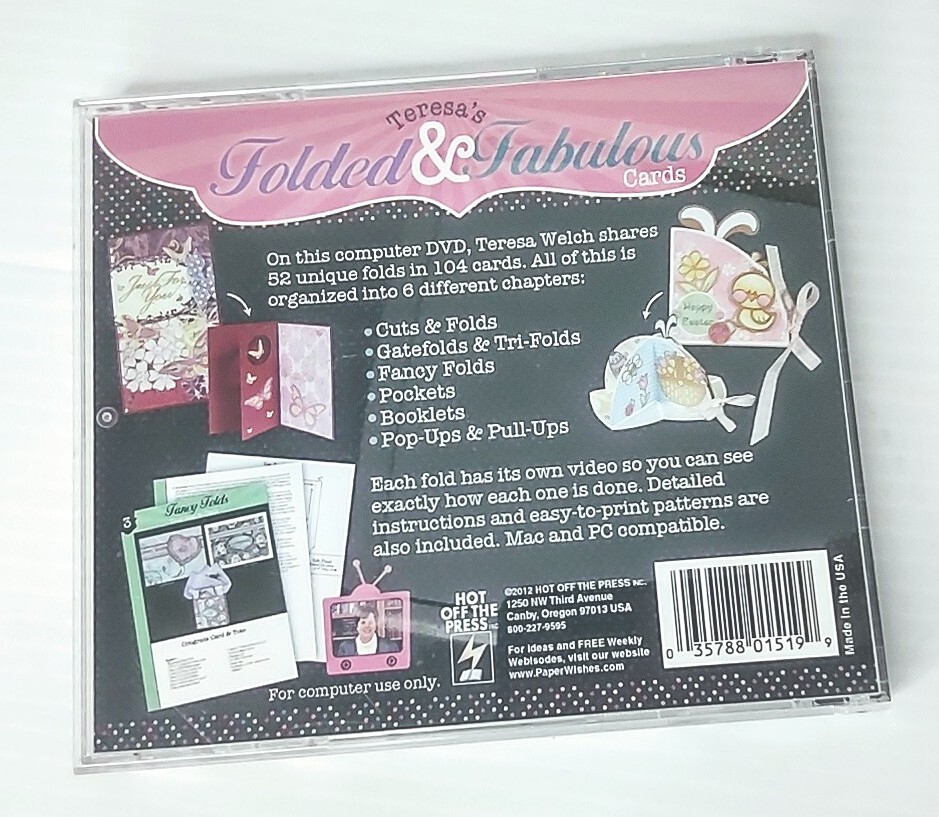 Teresa's
Folded & Fabulous
Cards
On this computer DVD, Teresa Welch shares
52 unique folds in 104 cards. All of this is
organized into 6 different chapters:
• Cuts & Folds
• Gatefolds & Tri-Folds
• Fancy Folds
• Pockets
• Booklets
• Pop-Ups & Pull-Ups
Just For
You
Happy
Easter
Each fold has its own video so you can see
exactly how each one is done. Detailed
instructions and easy-to-print patterns are
also included. Mac and PC compatible.
3
Fancy Folds
For computer use only.
HOT
OFF THE
PRESS INC.
©2012 HOT OFF THE PRESS INC.
1250 NW Third Avenue
Canby, Oregon 97013 USA
800-227-9595
For ideas and FREE Weekly
Webisodes, visit our website
www.PaperWishes.com
0 35788 01519 9
Made in the USA